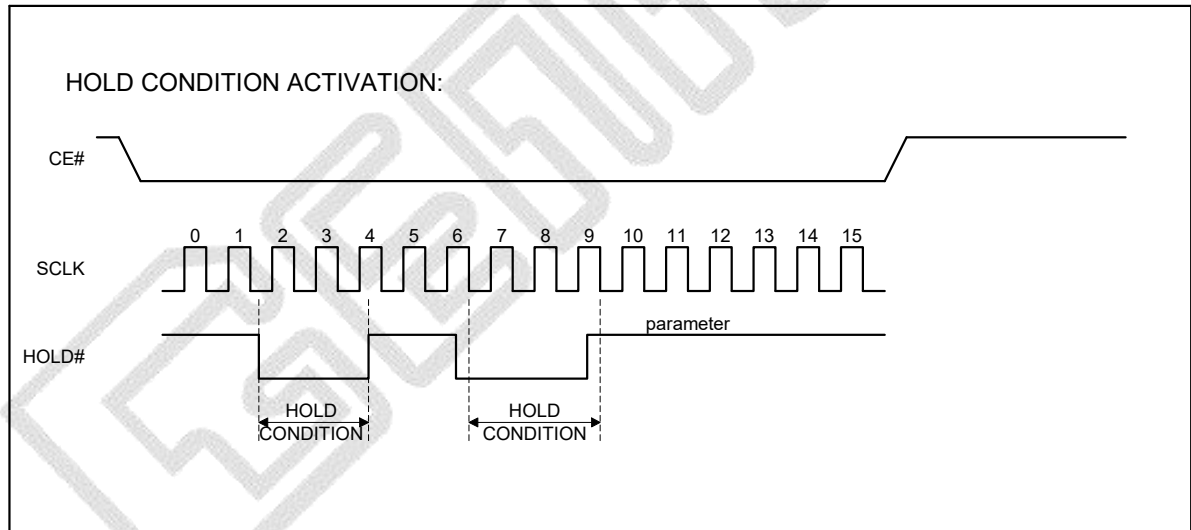 HOLD CONDITION ACTIVATION:
CE#
0 1 2 3 4 5 6 7 8 9 10 11 12 13 14 15
SCLK
parameter
HOLD#
HOLD
CONDITION
HOLD
CONDITION